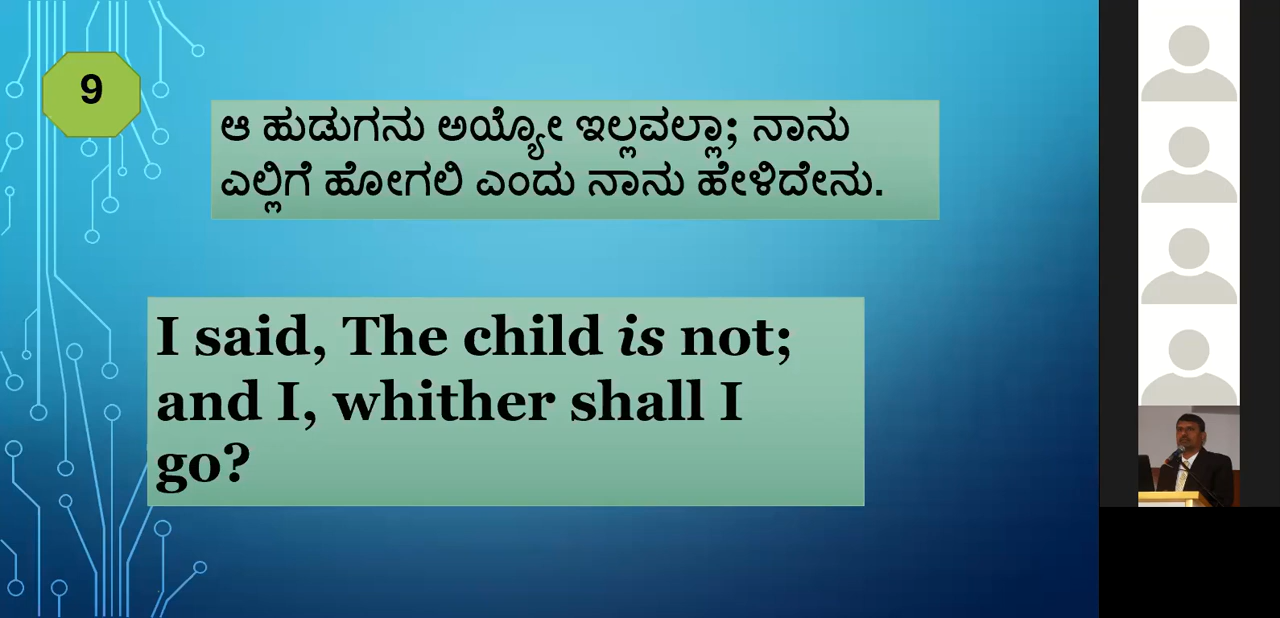 9
ಆ ಹುಡುಗನು ಅಯ್ಯೋ ಇಲ್ಲವಲ್ಲಾ; ನಾನು
ಎಲ್ಲಿಗೆ ಹೋಗಲಿ ಎಂದು ನಾನು ಹೇಳಿದೇನು.
I said, The child is not;
and I, whither shall I
go?